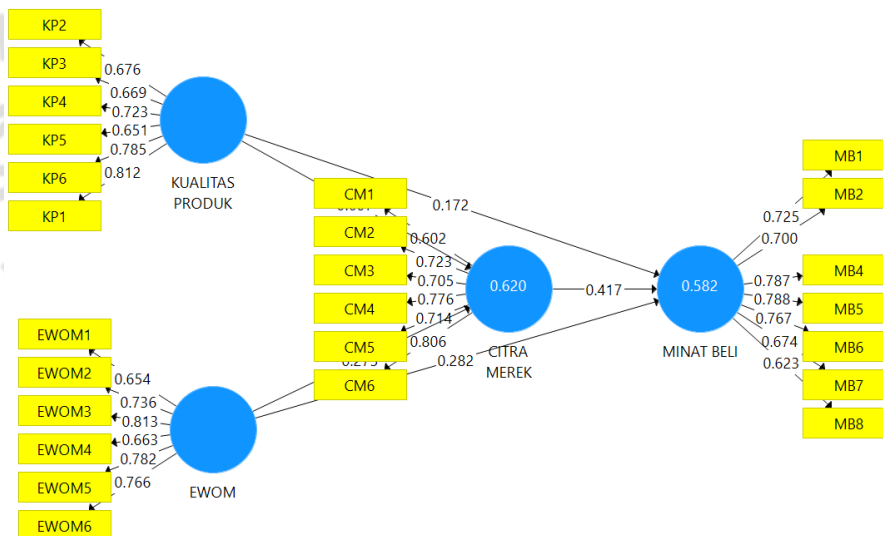 KP2
KP3
KP4
KP5
KP6
KP1
0.676
0.669
0.723
0.651
0.785
0.812
KUALITAS
PRODUK
EWOM1
EWOM2
EWOM3
EWOM4
EWOM5
EWOM6
0.654
0.736
0.813
0.663
0.782
0.766
EWOM
CM1
CM2
CM3
CM4
CM5
CM6
0.602
0.723
0.705
0.776
0.714
0.806
0.620
CITRA
MEREK
0.172
0.417
0.282
0.582
MINAT BELI
0.725
0.700
0.787
0.788
0.767
0.674
0.623
MB1
MB2
MB4
MB5
MB6
MB7
MB8